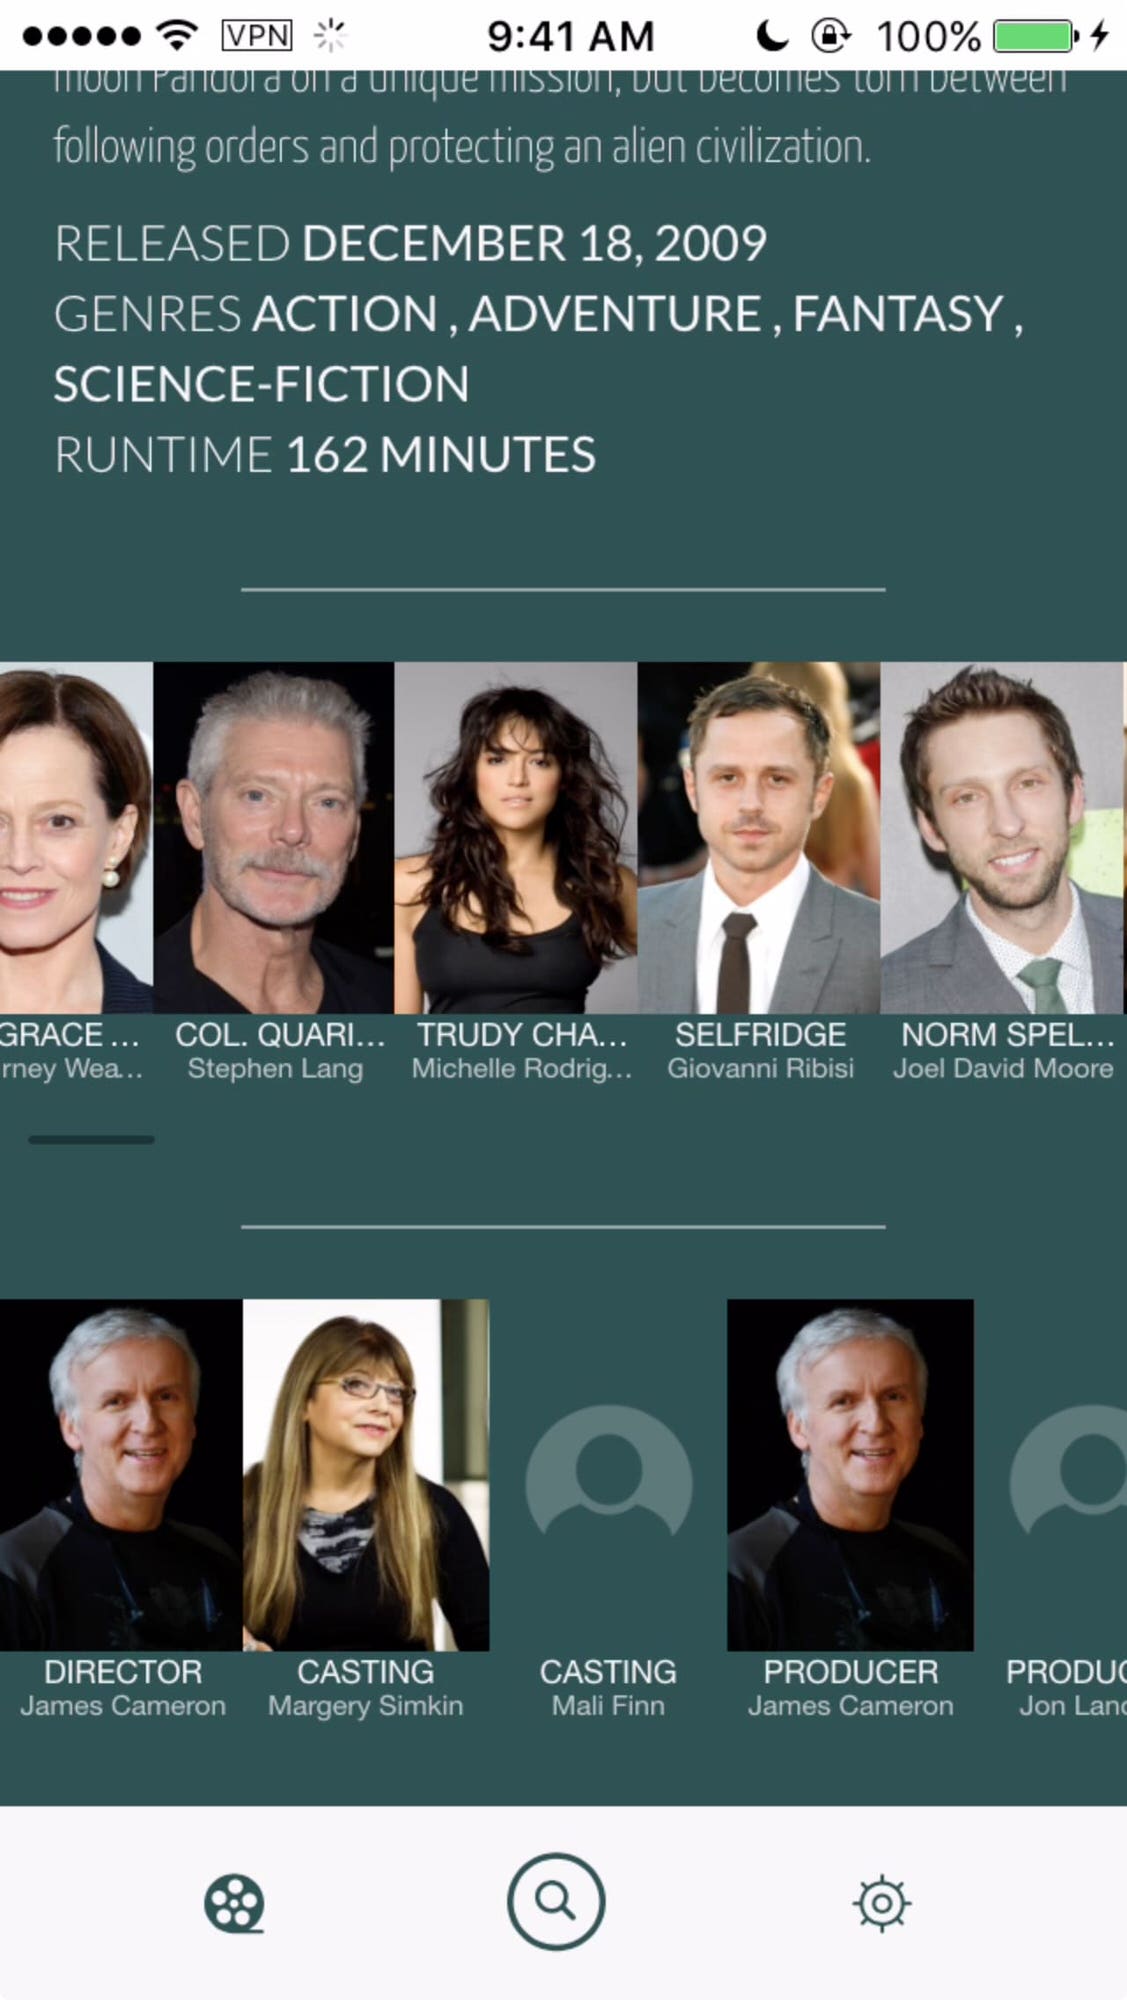 VPN 9:41 AM 100%
moon Pandora on a unique mission, but becomes torn between
following orders and protecting an alien civilization.
RELEASED DECEMBER 18, 2009
GENRES ACTION , ADVENTURE , FANTASY ,
SCIENCE-FICTION
RUNTIME 162 MINUTES
GRACE ... COL. QUARI... TRUDY CHA... SELFRIDGE NORM SPEL...
rney Wea... Stephen Lang Michelle Rodrig... Giovanni Ribisi Joel David Moore
DIRECTOR CASTING CASTING PRODUCER PRODUC
James Cameron Margery Simkin Mali Finn James Cameron Jon Lan